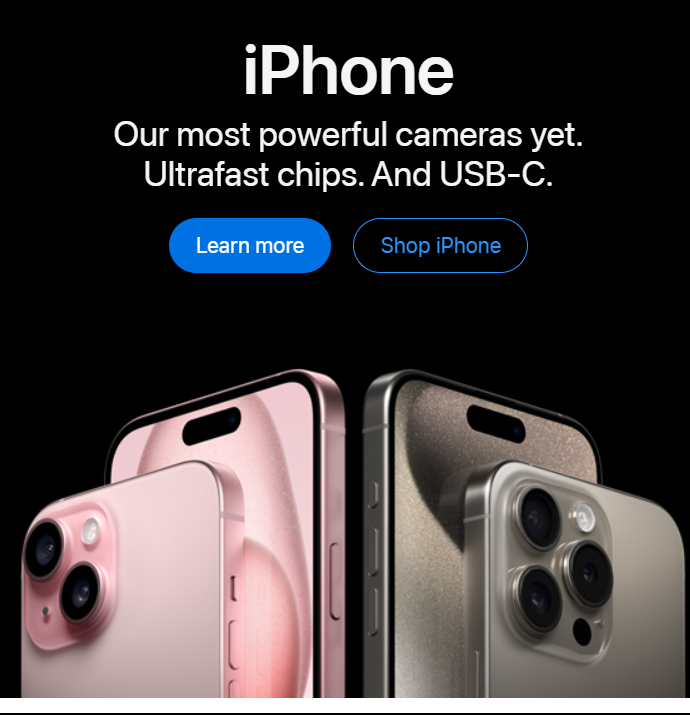 iPhone
Our most powerful cameras yet.
Ultrafast chips. And USB-C.
Learn more
Shop iPhone